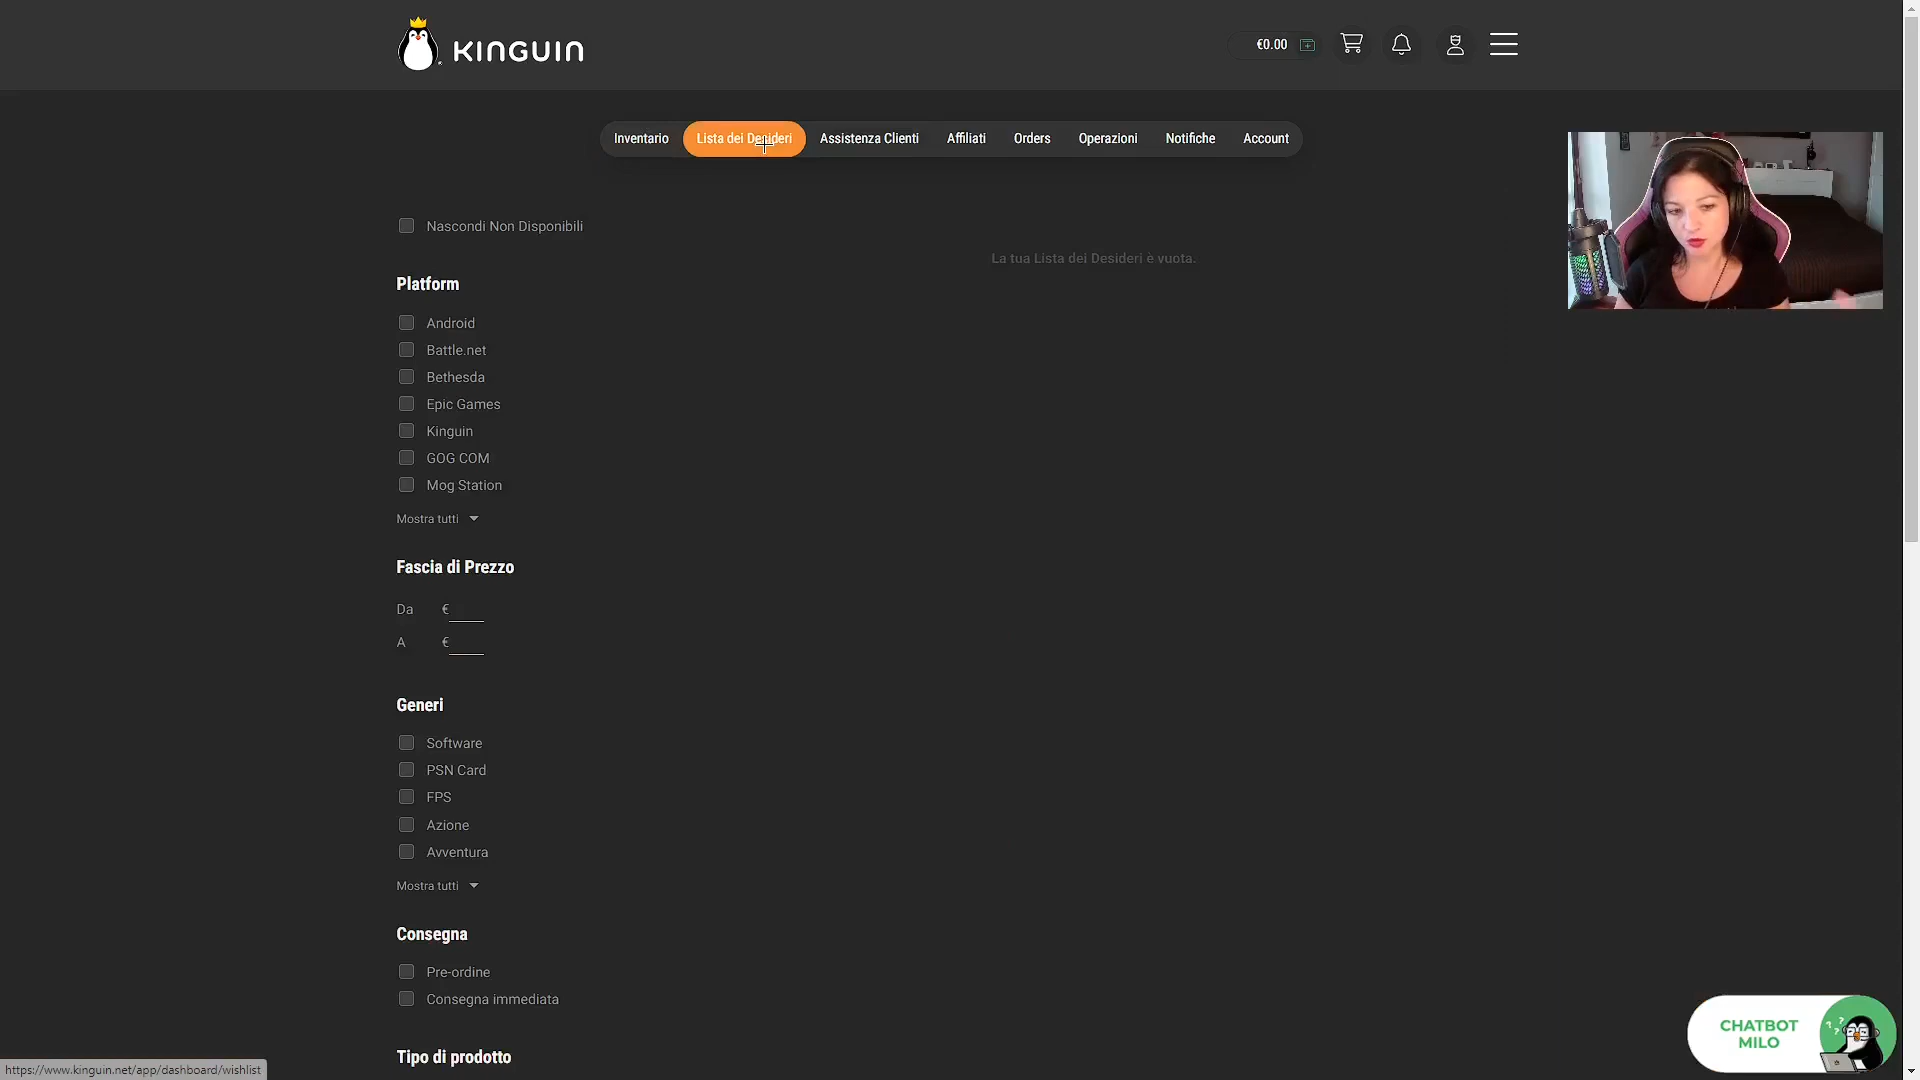 KINGUIN
€0.00
Inventario
Lista dei Desideri
Assistenza Clienti
Affiliati
Orders
Operazioni
Notifiche
Account
Nascondi Non Disponibili
La tua Lista dei Desideri è vuota.
Platform
Android
Battle.net
Bethesda
Epic Games
Kinguin
GOG COM
Mog Station
Mostra tutti
Fascia di Prezzo
Da €
A €
Generi
Software
PSN Card
FPS
Azione
Avventura
Mostra tutti
Consegna
Pre-ordine
Consegna immediata
Tipo di prodotto
CHATBOT
MILO
https://www.kinguin.net/app/dashboard/wishlist